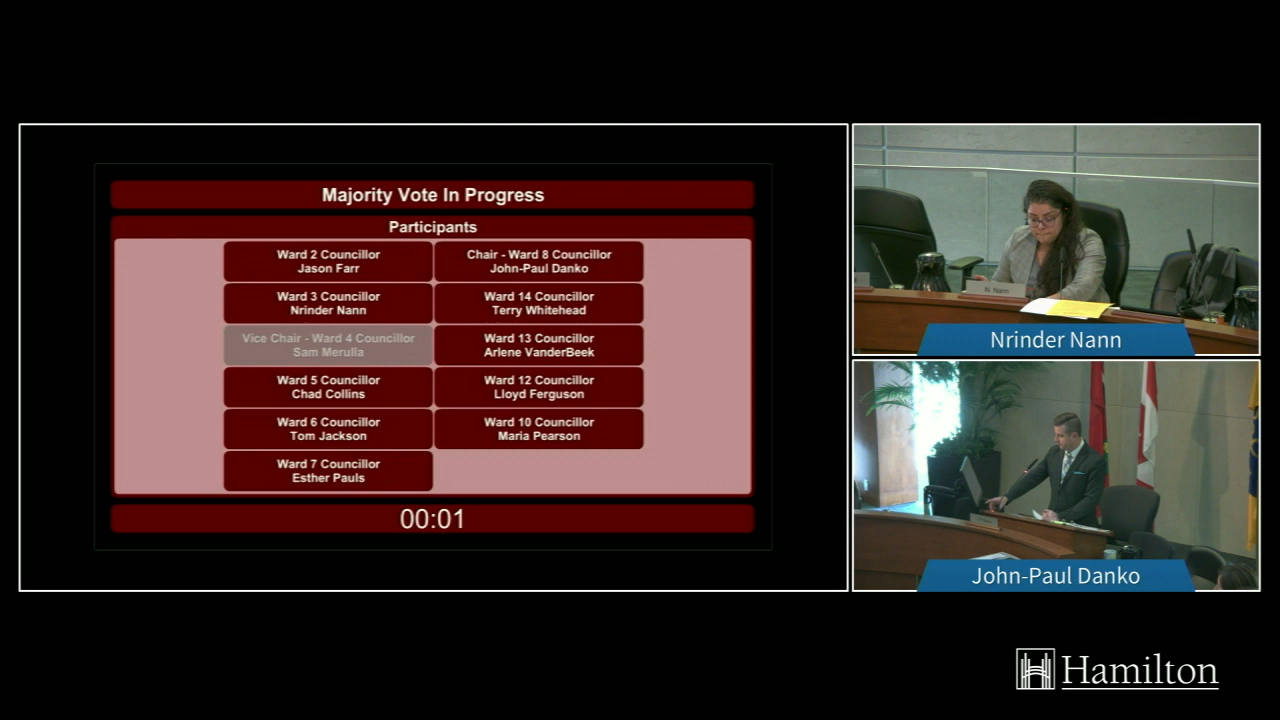 Majority Vote In Progress
Participants
Ward 2 Councillor
Jason Farr
Ward 3 Councillor
Nrinder Nann
Vice Chair - Ward 4 Councillor
Sam Merulla
Ward 5 Councillor
Chad Collins
Ward 6 Councillor
Tom Jackson
Ward 7 Councillor
Esther Pauls
Chair - Ward 8 Councillor
John-Paul Danko
Ward 14 Councillor
Terry Whitehead
Ward 13 Councillor
Arlene VanderBeek
Ward 12 Councillor
Lloyd Ferguson
Ward 10 Councillor
Maria Pearson
00:01
N. Nann
Nrinder Nann
John-Paul Danko
Hamilton